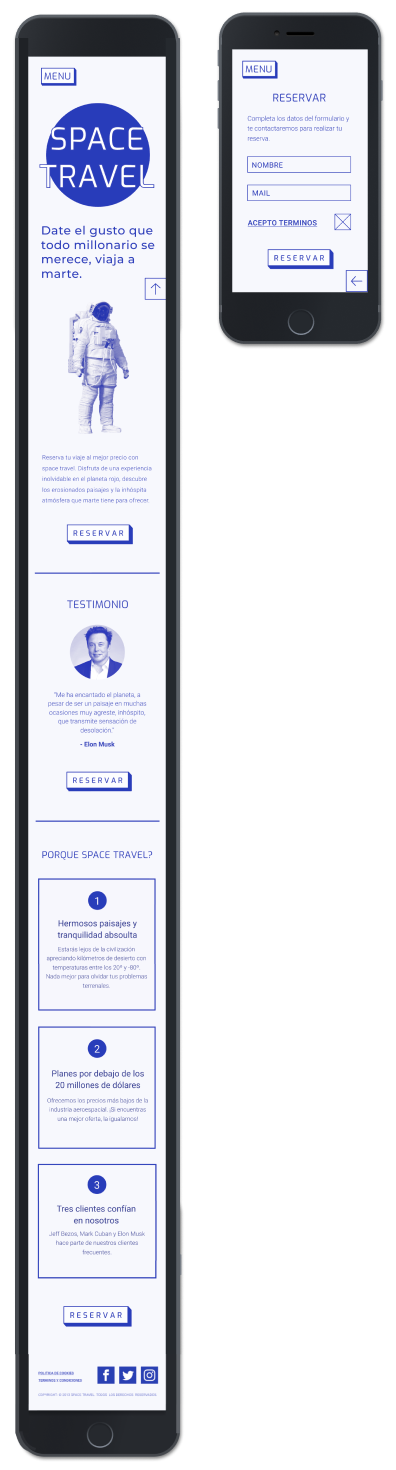 MENU
SPACE
TRAVEL
Date el gusto que
todo millonario se
merece, viaja a
marte.
Reserva tu viaje al mejor precio con
space travel. Disfruta de una experiencia
inolvidable en el planeta rojo, descubre
los erosionados paisajes y la inhóspita
atmósfera que marte tiene para ofrecer.
RESERVAR
TESTIMONIO
"Me ha encantado el planeta, a
pesar de ser un paisaje en muchas
ocasiones muy agreste, inhóspito,
que transmite sensación de
desolación."
- Elon Musk
RESERVAR
PORQUE SPACE TRAVEL?
1
Hermosos paisajes y
tranquilidad absoulta
Estarás lejos de la civilización
apreciando kilómetros de desierto con
temperaturas entre los 20º y -80º.
Nada mejor para olvidar tus problemas
terrenales.
2
Planes por debajo de los
20 millones de dólares
Ofrecemos los precios más bajos de la
industria aeroespacial. ¡Si encuentras
una mejor oferta, la igualamos!
3
Tres clientes confían
en nosotros
Jeff Bezos, Mark Cuban y Elon Musk
hace parte de nuestros clientes
frecuentes.
RESERVAR
POLITICA DE COOKIES
TERMINOS Y CONDICIONES
COPYRIGHT © 2019 SPACE TRAVEL. TODOS LOS DERECHOS RESERVADOS
MENU
RESERVAR
Completa los datos del formulario y
te contactaremos para realizar tu
reserva
NOMBRE
MAIL
ACEPTO TERMINOS
RESERVAR